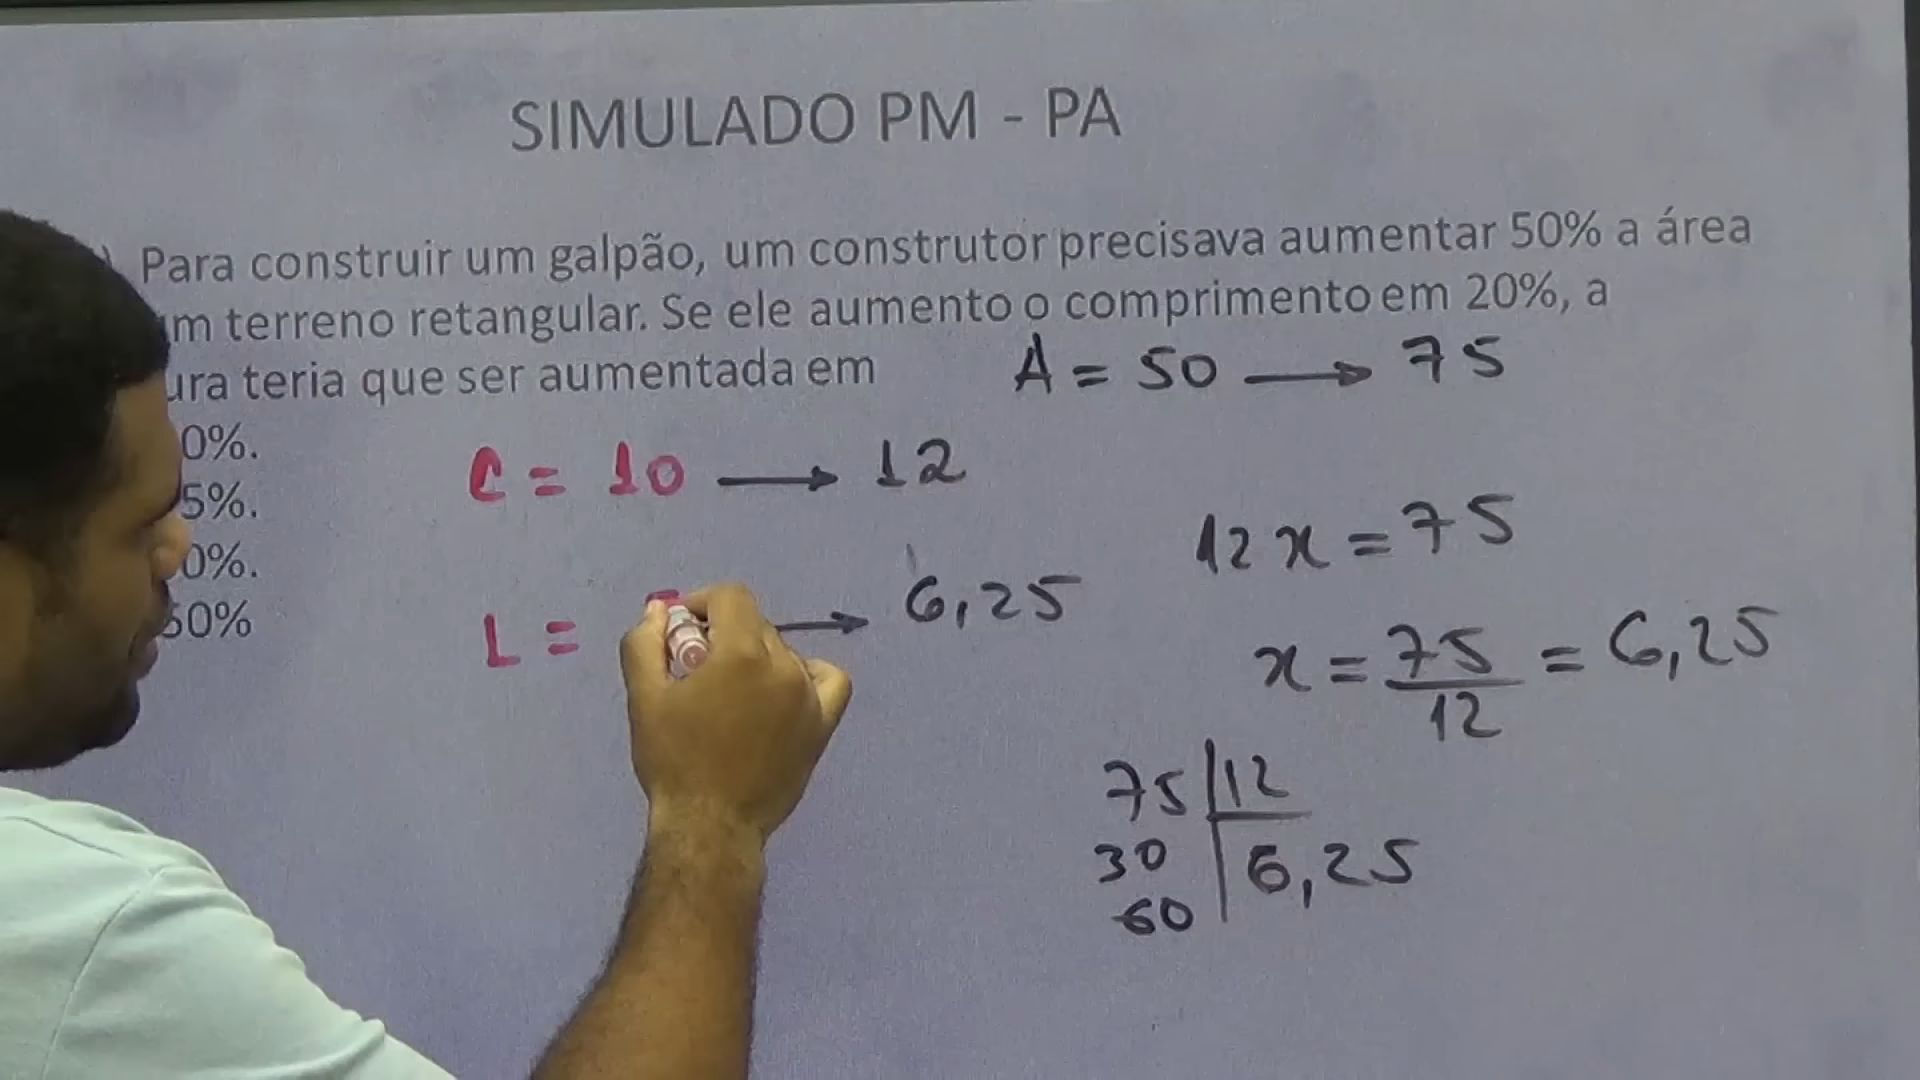 SIMULADO PM - PA
Para construir um galpão, um construtor precisava aumentar 50% a área
m terreno retangular. Se ele aumento o comprimento em 20%, a
ura teria que ser aumentada em
A = 50 → 75
0%.
C = 10 → 12
5%.
12x = 75
0%.
L = → 6,25
50%
x = 75/12 = 6,25
75 | 12
30 6,25
60